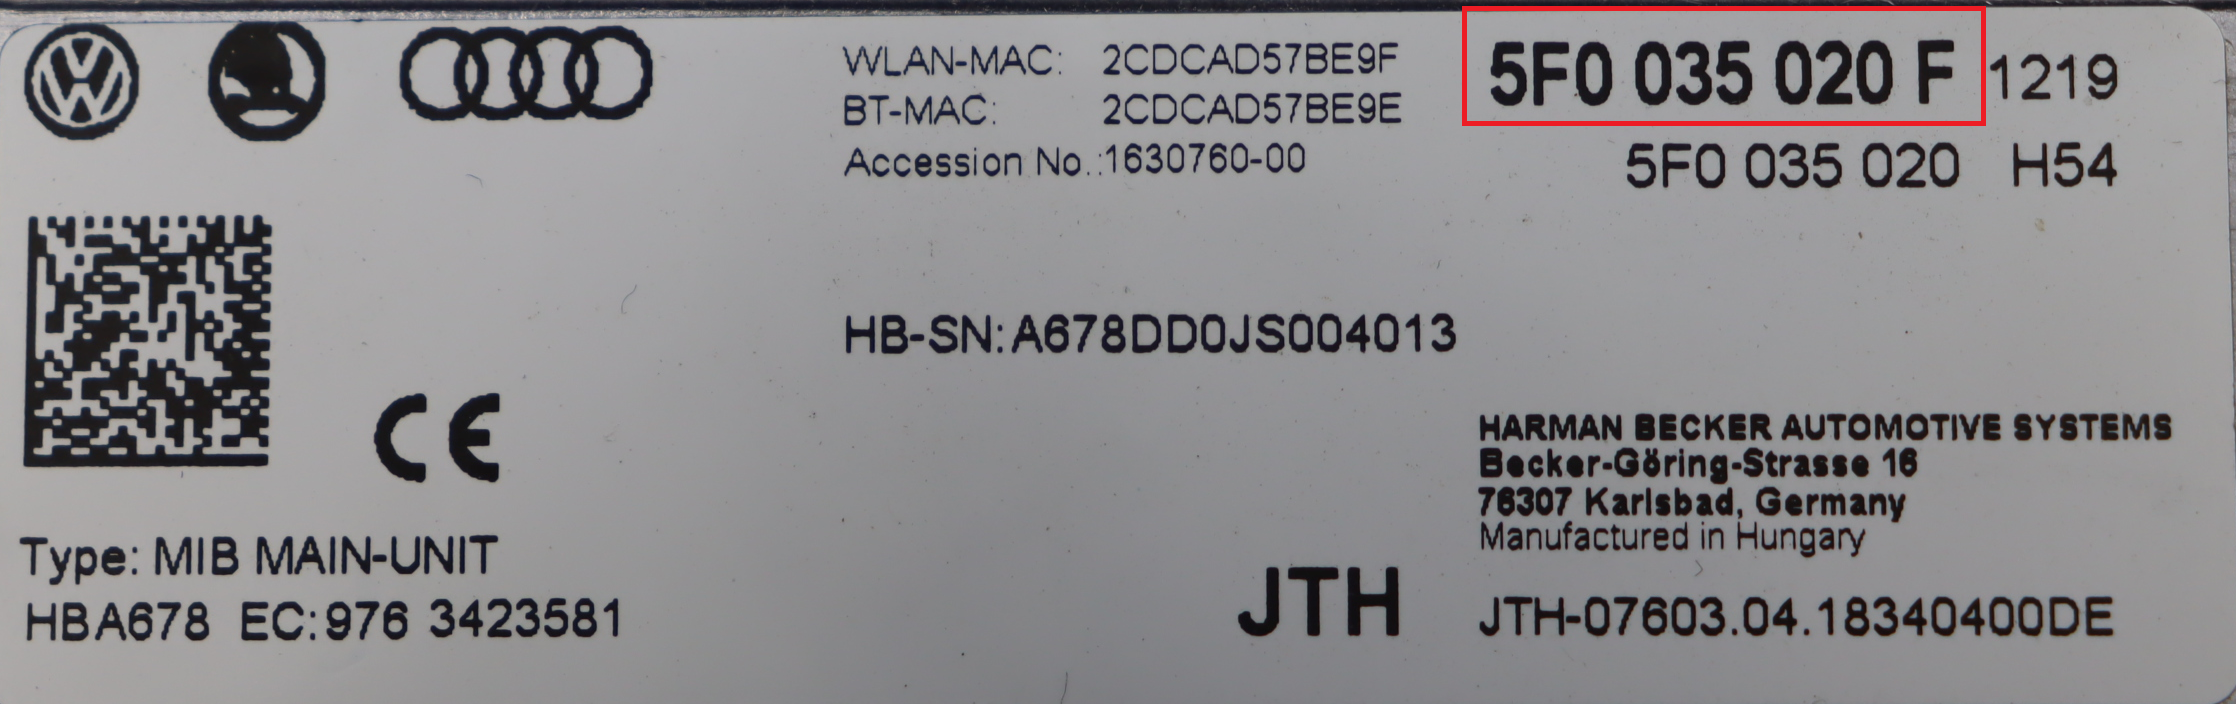 WLAN-MAC: 2CDCAD57BE9F
BT-MAC: 2CDCAD57BE9E
Accession No.:1630760-00
5F0 035 020 F 1219
5F0 035 020 H54
HB-SN:A678DD0JS004013
CE
Type: MIB MAIN-UNIT
HBA678 EC:976 3423581
HARMAN BECKER AUTOMOTIVE SYSTEMS
Becker-Göring-Strasse 16
76307 Karlsbad, Germany
Manufactured in Hungary
JTH
JTH-07603.04.18340400DE